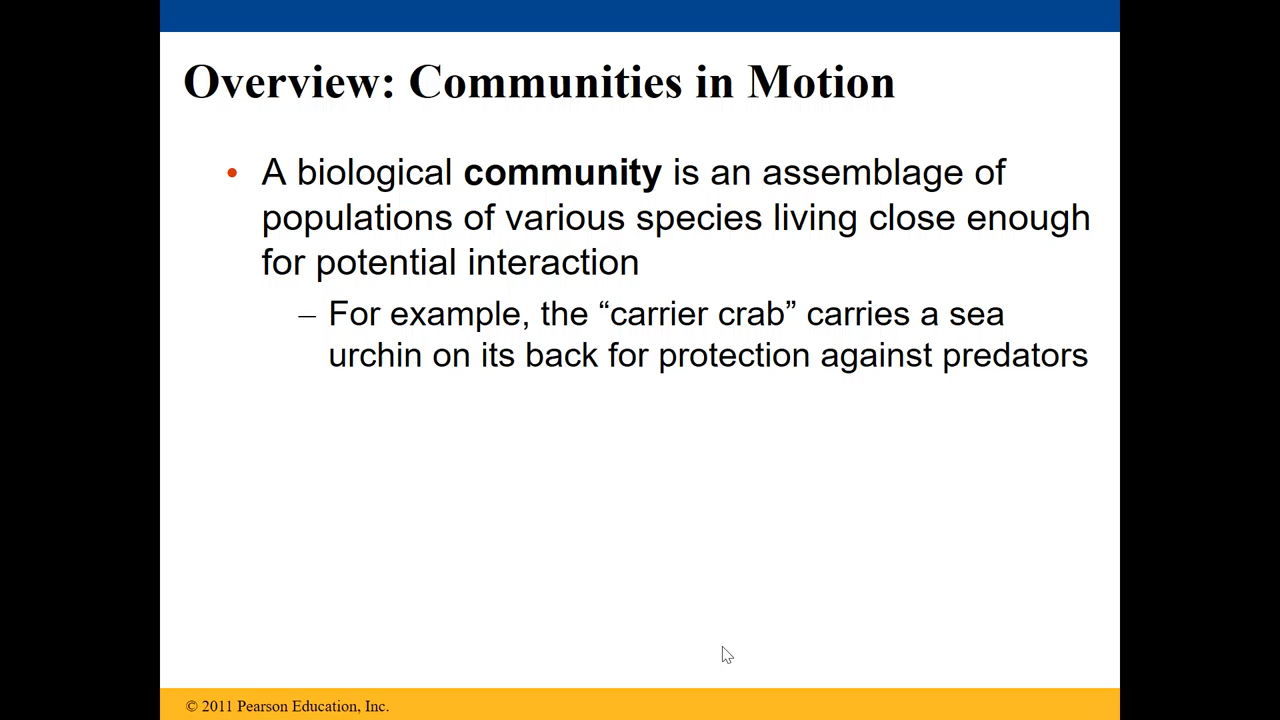 Overview: Communities in Motion
• A biological community is an assemblage of
populations of various species living close enough
for potential interaction
– For example, the “carrier crab” carries a sea
urchin on its back for protection against predators
© 2011 Pearson Education, Inc.